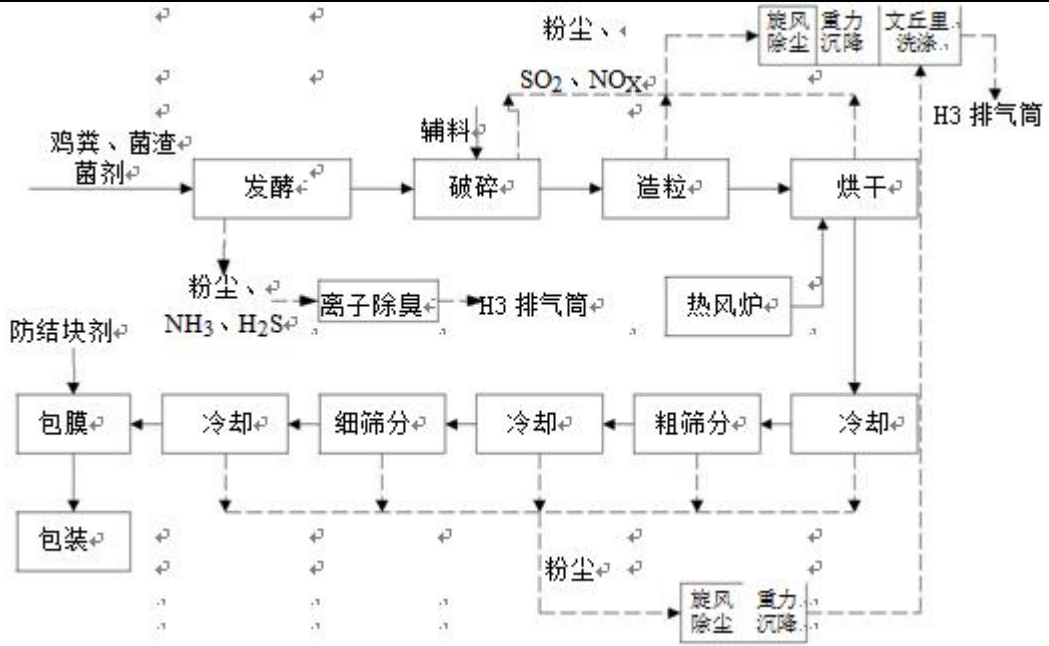 粉尘、
SO2、NOX
旋风 重力 文丘里
除尘 沉降 洗涤
H3 排气筒
鸡粪、菌渣
菌剂
辅料
发酵
破碎
造粒
烘干
粉尘、
NH3、H2S
离子除臭
H3 排气筒
热风炉
防结块剂
包膜
冷却
细筛分
冷却
粗筛分
冷却
包装
粉尘
旋风 重力
除尘 沉降